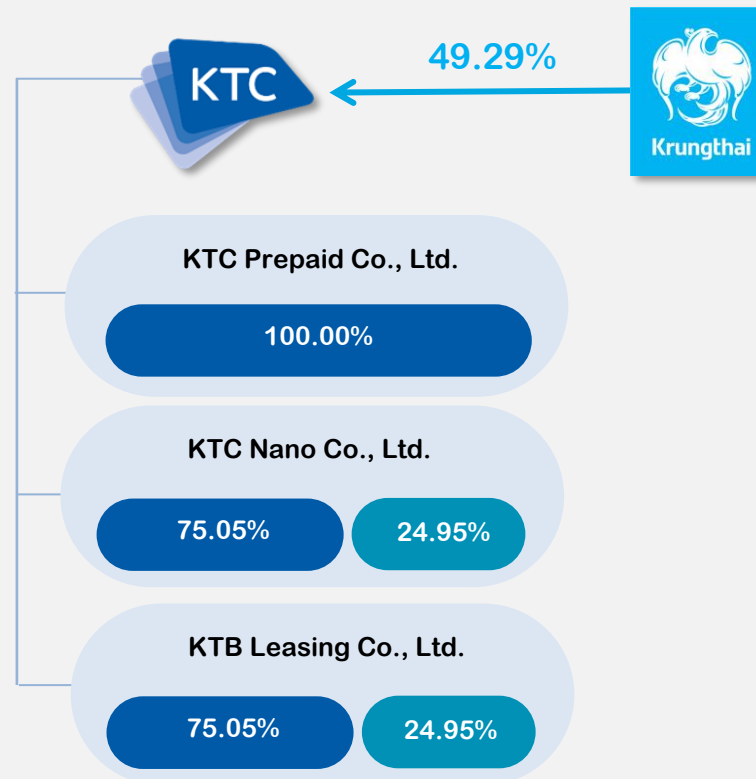 KTC
49.29%
Krungthai
KTC Prepaid Co., Ltd.
100.00%
KTC Nano Co., Ltd.
75.05% 24.95%
KTB Leasing Co., Ltd.
75.05% 24.95%